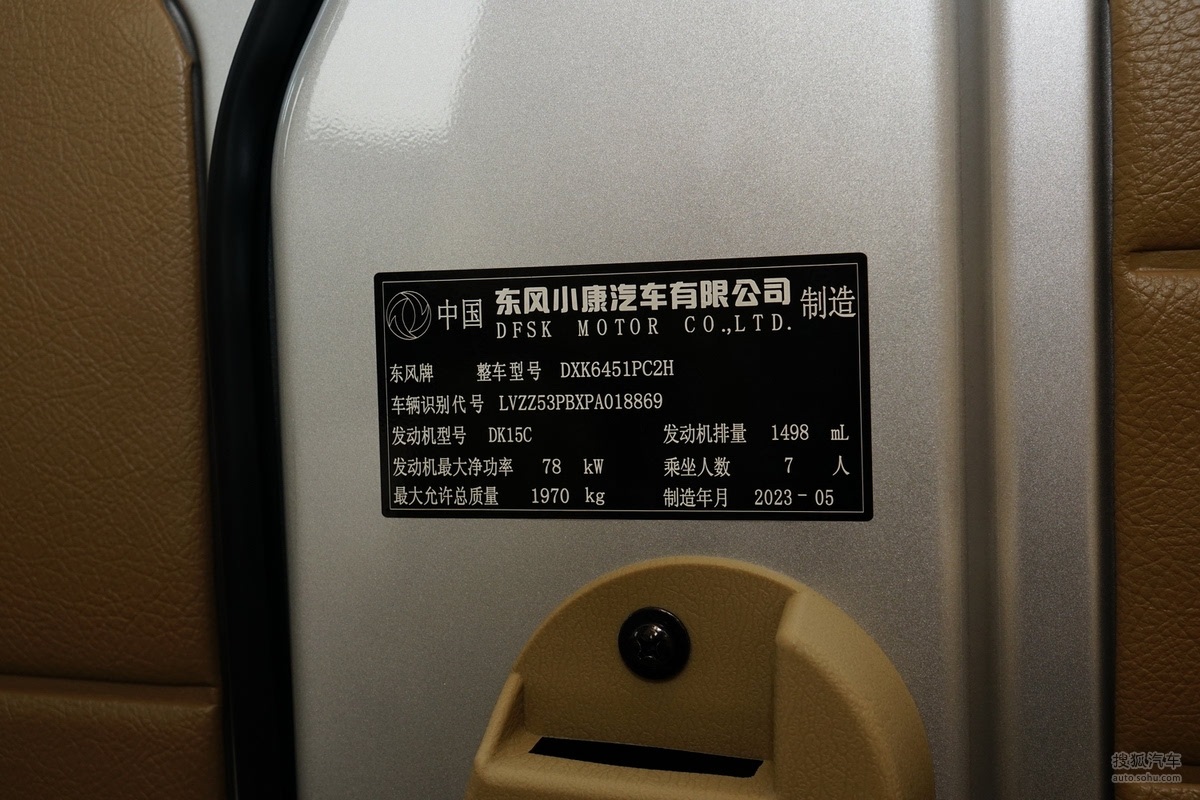 中国 东风小康汽车有限公司 制造
DFSK MOTOR CO.,LTD.
东风牌 整车型号 DXK6451PC2H
车辆识别代号 LVZZ53PBXPA018869
发动机型号 DK15C 发动机排量 1498 mL
发动机最大净功率 78 kW 乘坐人数 7 人
最大允许总质量 1970 kg 制造年月 2023-05
搜狐汽车
auto.sohu.com